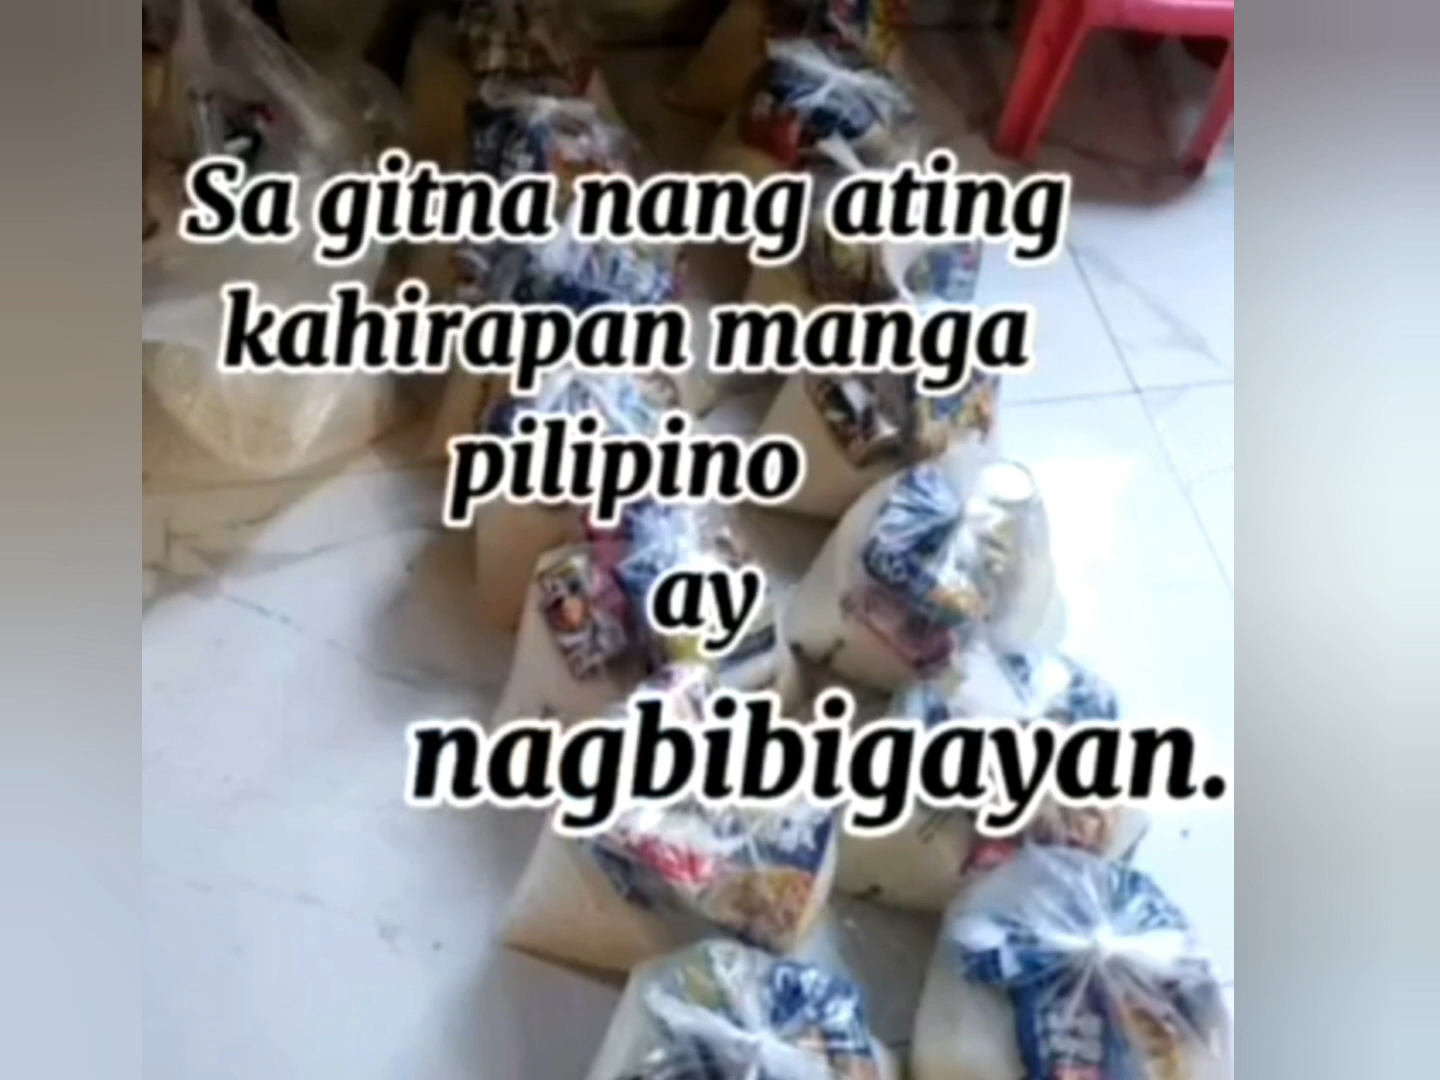 Sa gitna nang ating
kahirapan manga
pilipino
ay
nagbibigayan.